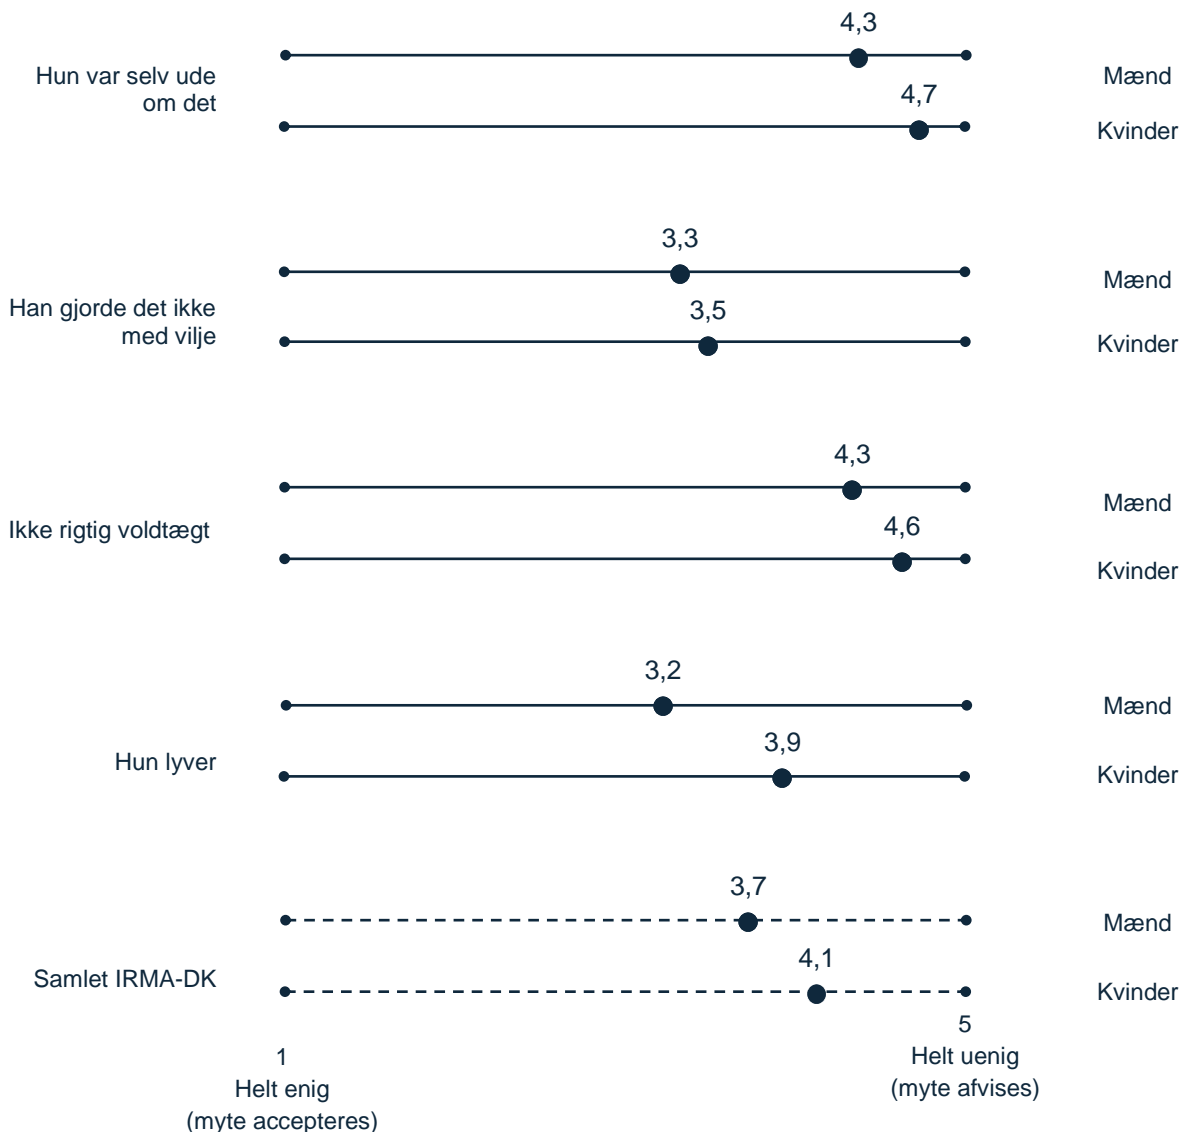 4,3
Hun var selv ude
om det
Mænd
4,7
Kvinder
3,3
Han gjorde det ikke
med vilje
Mænd
3,5
Kvinder
4,3
Ikke rigtig voldtægt
Mænd
4,6
Kvinder
3,2
Hun lyver
Mænd
3,9
Kvinder
3,7
Samlet IRMA-DK
Mænd
4,1
Kvinder
1
Helt enig
(myte accepteres)
5
Helt uenig
(myte afvises)